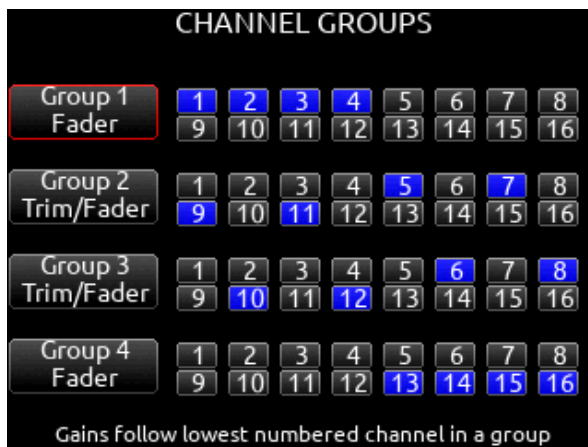 CHANNEL GROUPS
Group 1 1 2 3 4 5 6 7 8
Fader 9 10 11 12 13 14 15 16
Group 2 1 2 3 4 5 6 7 8
Trim/Fader 9 10 11 12 13 14 15 16
Group 3 1 2 3 4 5 6 7 8
Trim/Fader 9 10 11 12 13 14 15 16
Group 4 1 2 3 4 5 6 7 8
Fader 9 10 11 12 13 14 15 16
Gains follow lowest numbered channel in a group